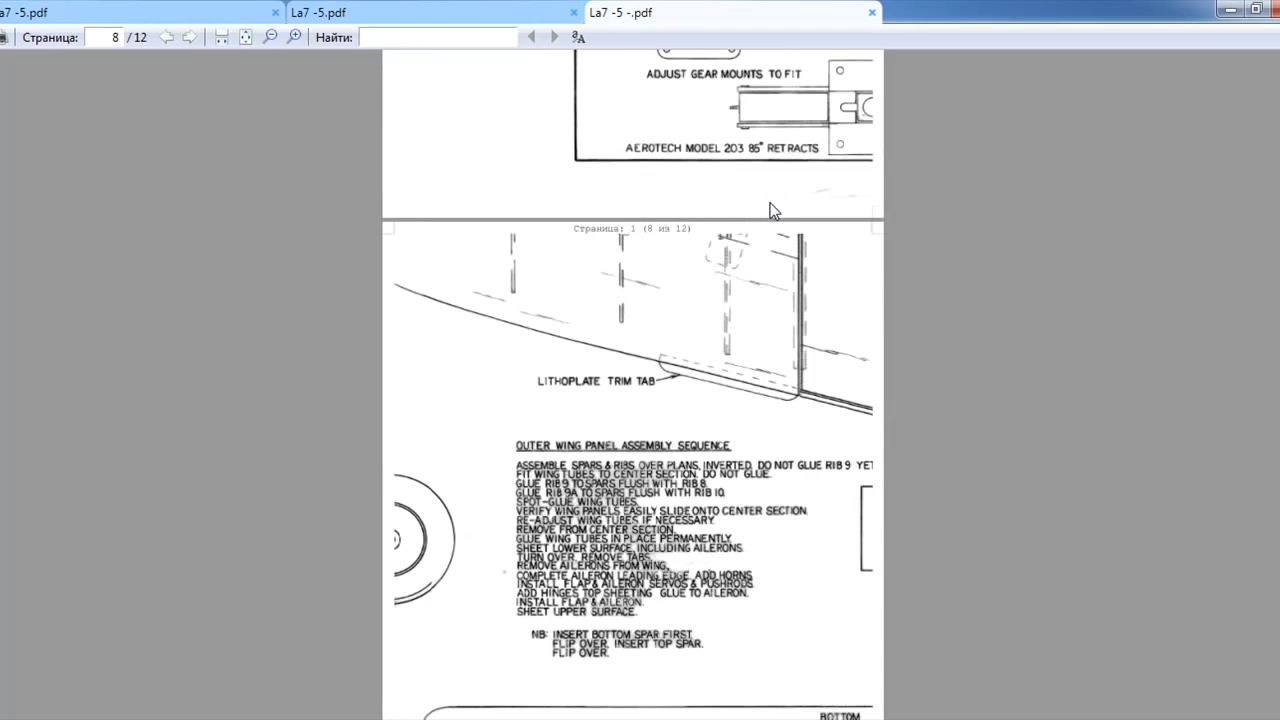 a7 -5.pdf
La7 -5.pdf
La7 -5 -.pdf
Страница: 8 / 12
Найти:
ADJUST GEAR MOUNTS TO FIT
AEROTECH MODEL 203 85° RETRACTS
Страница: 1 (8 из 12)
LITHOPLATE TRIM TAB
OUTER WING PANEL ASSEMBLY SEQUENCE
ASSEMBLE SPARS & RIBS OVER PLANS, INVERTED. DO NOT GLUE RIB 9 YET
FIT WING TUBES TO CENTER SECTION. DO NOT GLUE.
GLUE RIB 9 TO SPARS FLUSH WITH RIB 8.
GLUE RIB 9A TO SPARS FLUSH WITH RIB 10.
SPOT-GLUE WING TUBES.
VERIFY WING PANELS EASILY SLIDE ONTO CENTER SECTION.
RE-ADJUST WING TUBES IF NECESSARY.
REMOVE FROM CENTER SECTION.
GLUE WING TUBES IN PLACE PERMANENTLY.
SHEET LOWER SURFACE, INCLUDING AILERONS.
TURN OVER, REMOVE TABS.
REMOVE AILERONS FROM WING.
COMPLETE AILERON LEADING EDGE, ADD HORNS.
INSTALL FLAP & AILERON SERVOS & PUSHRODS.
ADD HINGES TOP SHEETING GLUE TO AILERON.
INSTALL FLAP & AILERON.
SHEET UPPER SURFACE.
NB: INSERT BOTTOM SPAR FIRST.
FLIP OVER, INSERT TOP SPAR.
FLIP OVER.
BOTTOM